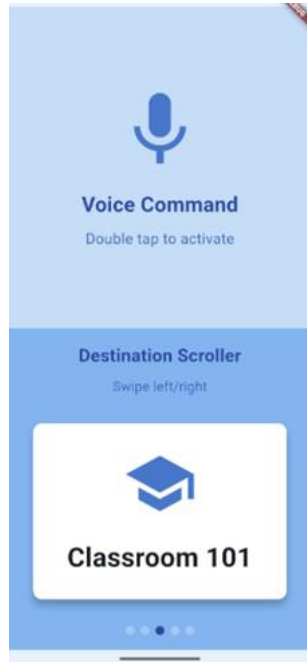 Voice Command
Double tap to activate
Destination Scroller
Swipe left/right
Classroom 101